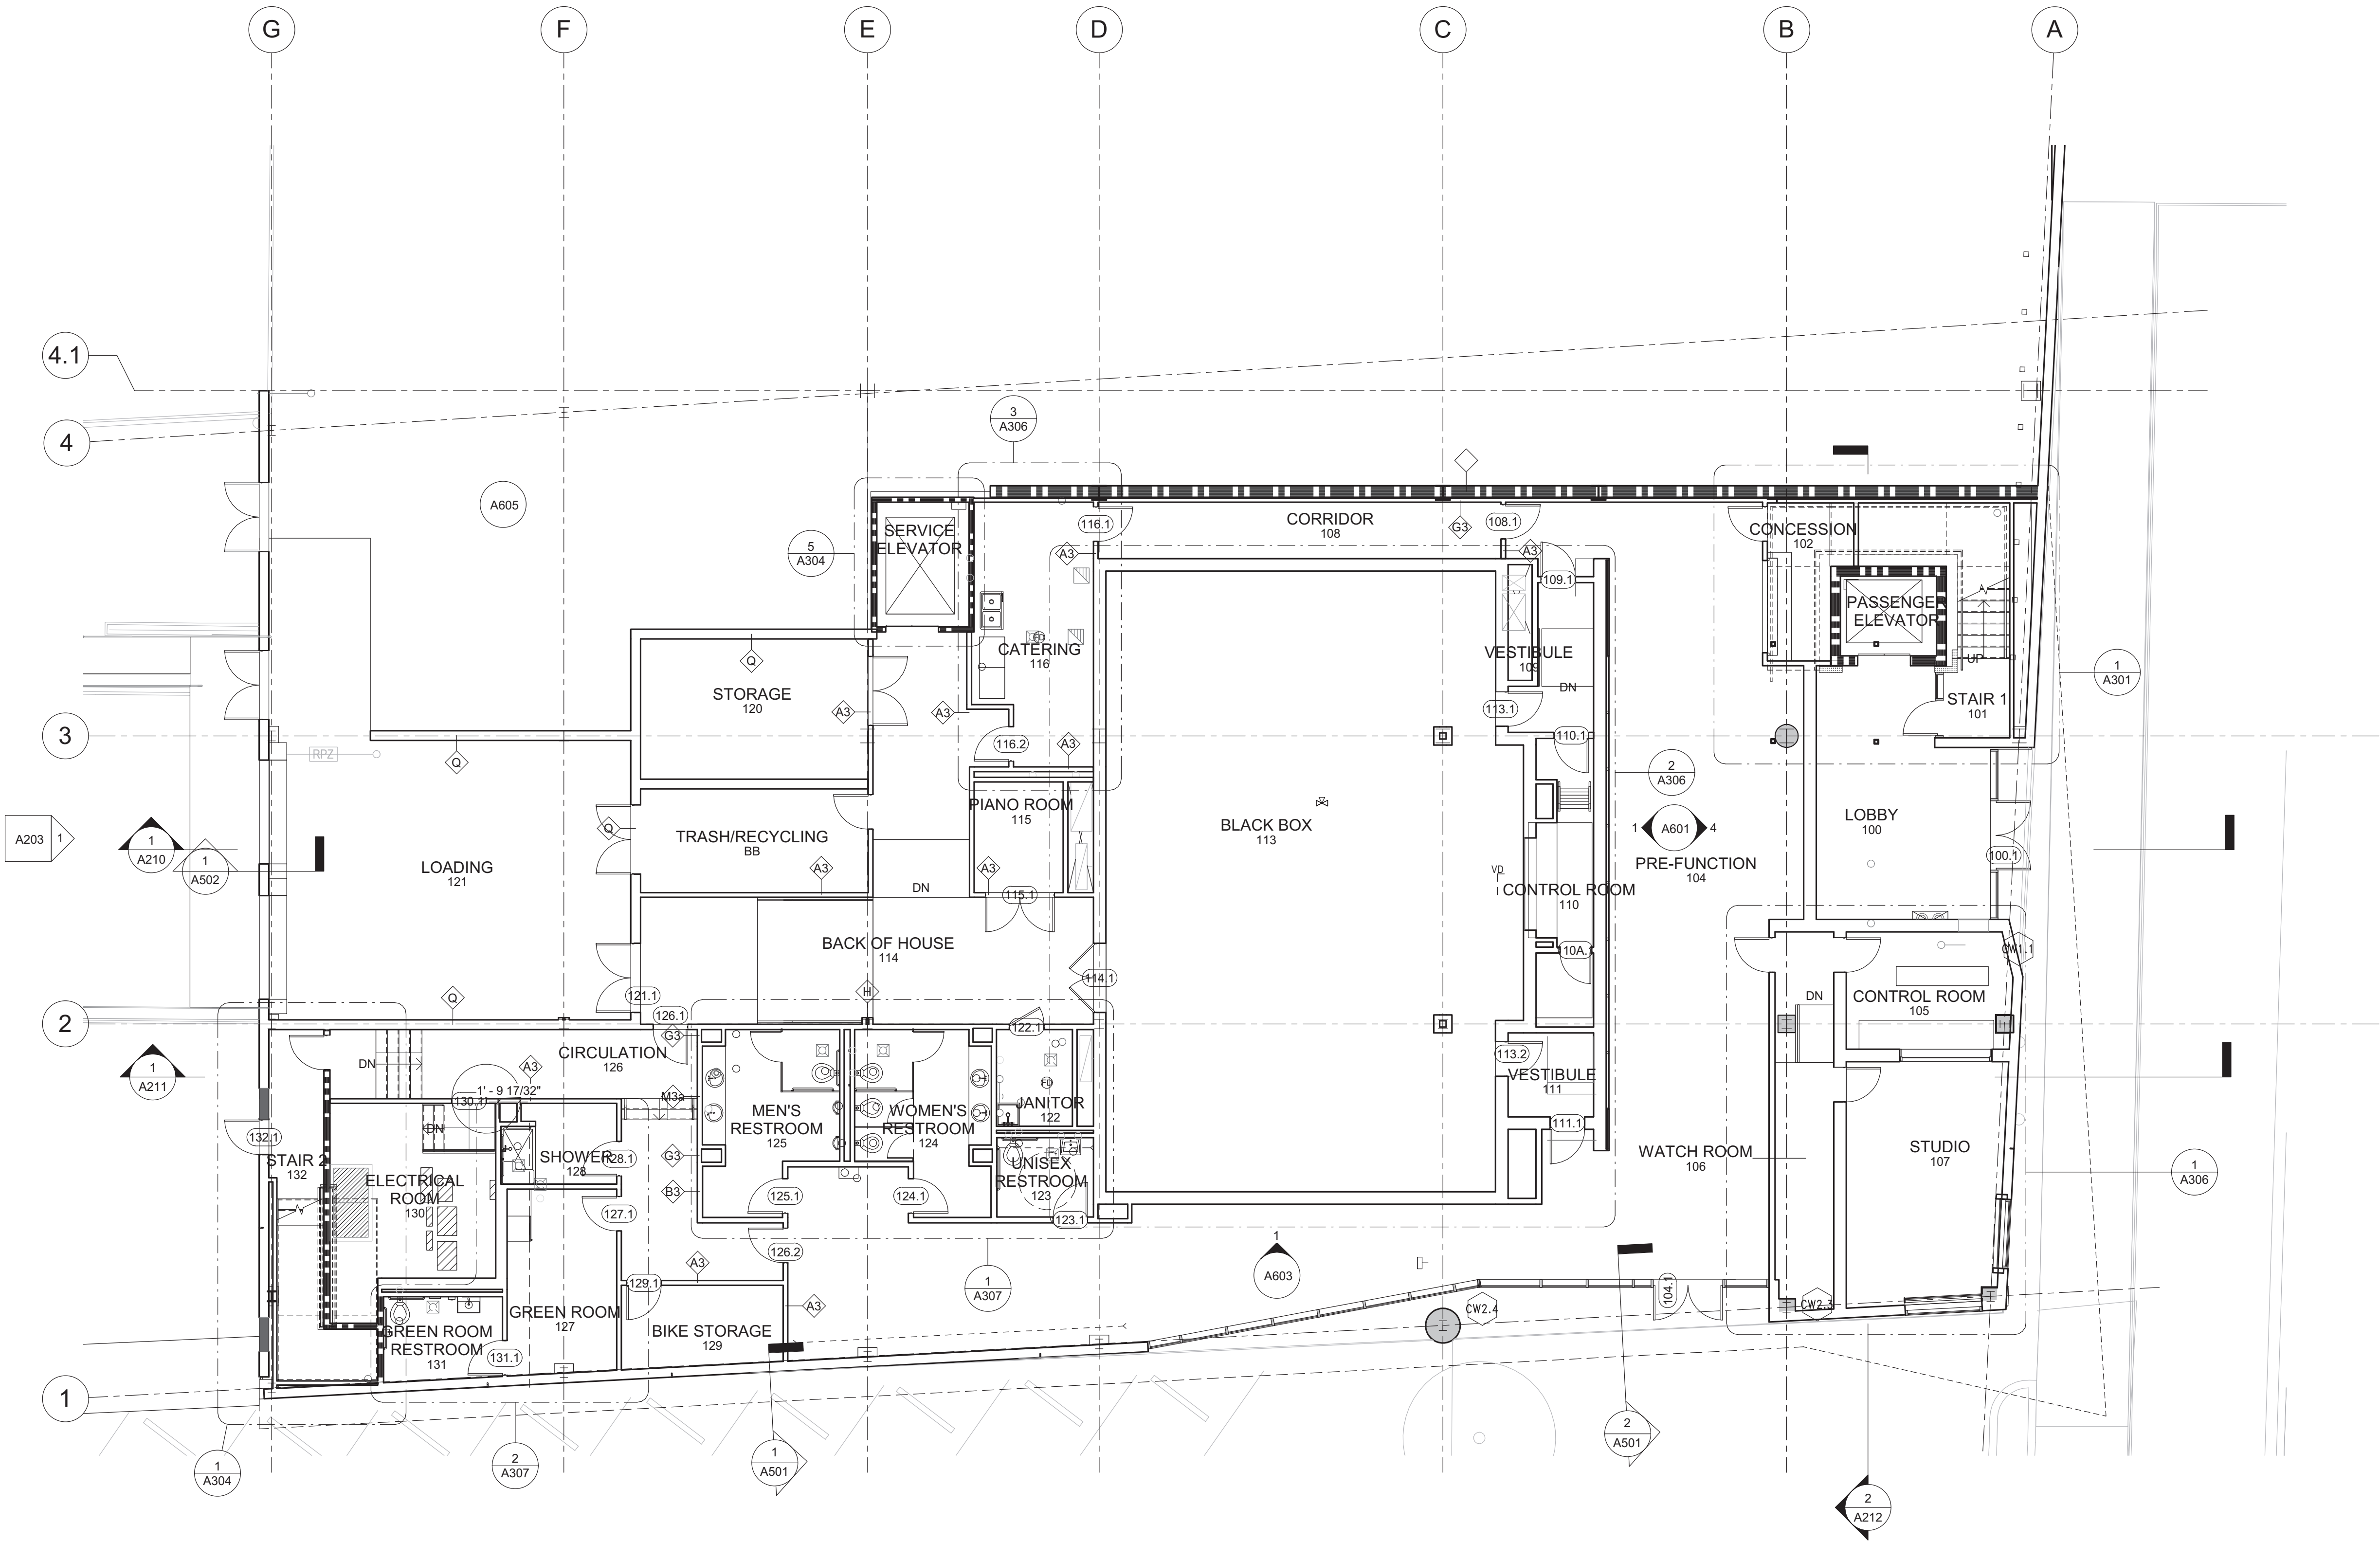 G
F
E
D
C
B
A
4.1
4
3
A306
A605
5
A304
SERVICE
ELEVATOR
116.1
A3
CORRIDOR
108
G3
108.1
A3
109.1
CONCESSION
102
PASSENGER
ELEVATOR
UP
1
A301
STAIR 1
101
FD
CATERING
116
VESTIBULE
109
DN
113.1
110.1
Q
STORAGE
120
A3
A3
116.2
A3
3
RPZ
Q
2
A306
PIANO ROOM
115
A3
115.1
BLACK BOX
113
LOBBY
100
100.1
1
A601
4
PRE-FUNCTION
104
A203
1
1
A210
1
A502
LOADING
121
Q
TRASH/RECYCLING
BB
A3
DN
VD
CONTROL ROOM
110
110A.1
BACK OF HOUSE
114
114.1
H
Q
121.1
126.1
CW1.1
CONTROL ROOM
105
DN
2
G3
122.1
1
A211
DN
CIRCULATION
126
A3
1' - 9 17/32"
130.1
M3a
MEN'S
RESTROOM
125
WOMEN'S
RESTROOM
124
FD
JANITOR
122
113.2
VESTIBULE
111
111.1
132.1
DN
STAIR 2
132
SHOWER
128
128.1
G3
B3
ELECTRICAL
ROOM
130
127.1
125.1
124.1
UNISEX
RESTROOM
123
123.1
WATCH ROOM
106
STUDIO
107
1
A306
126.2
A3
129.1
1
A307
1
A603
104.1
CW2.4
CW2.3
GREEN ROOM
127
A3
BIKE STORAGE
129
GREEN ROOM
RESTROOM
131
131.1
1
1
A304
2
A307
1
A501
2
A501
2
A212